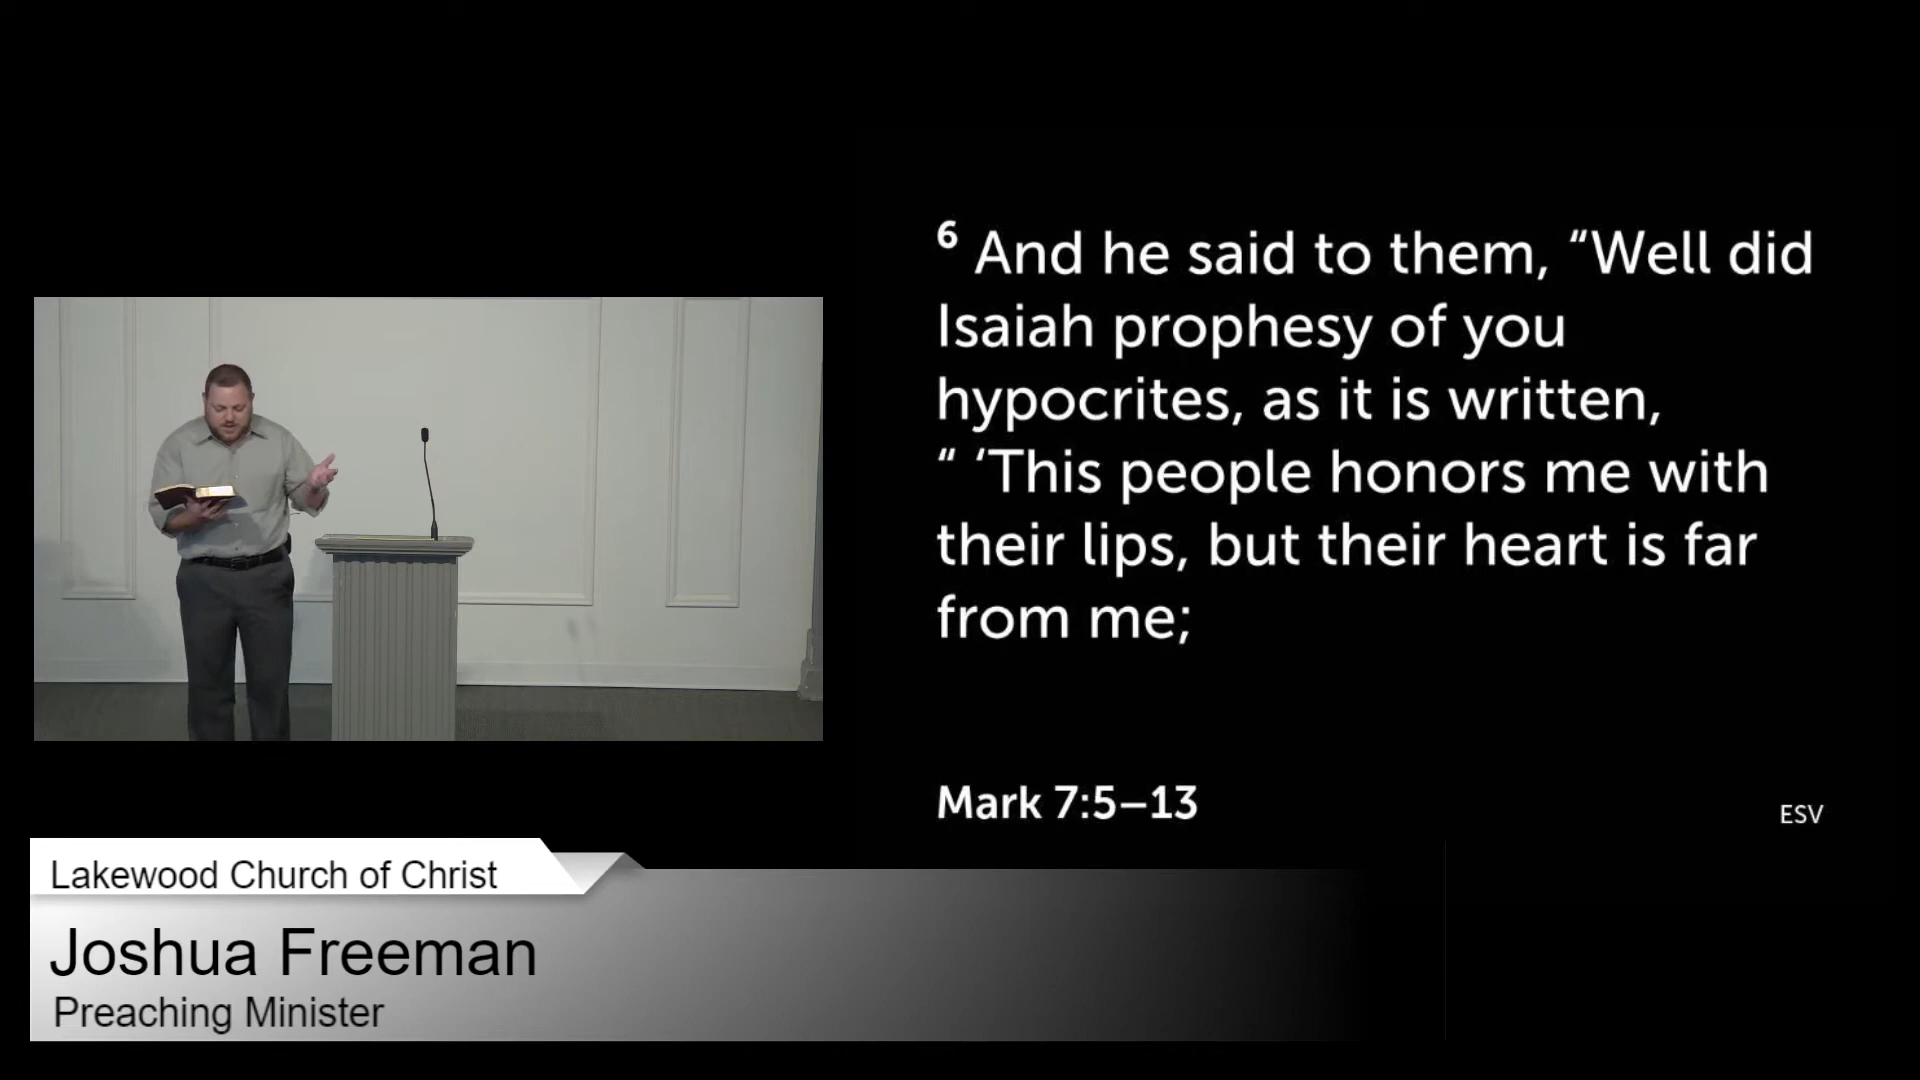 ⁶ And he said to them, “Well did
Isaiah prophesy of you
hypocrites, as it is written,
“ ‘This people honors me with
their lips, but their heart is far
from me;
Mark 7:5–13
ESV
Lakewood Church of Christ
Joshua Freeman
Preaching Minister